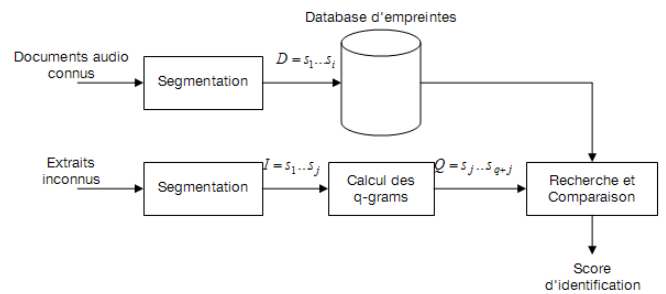 Database d'empreintes
Documents audio
connus
Segmentation
D = s₁..sᵢ
Extraits
inconnus
Segmentation
I = s₁..sⱼ
Calcul des
q-grams
Q = sⱼ..s_{q+j}
Recherche et
Comparaison
Score
d'identification